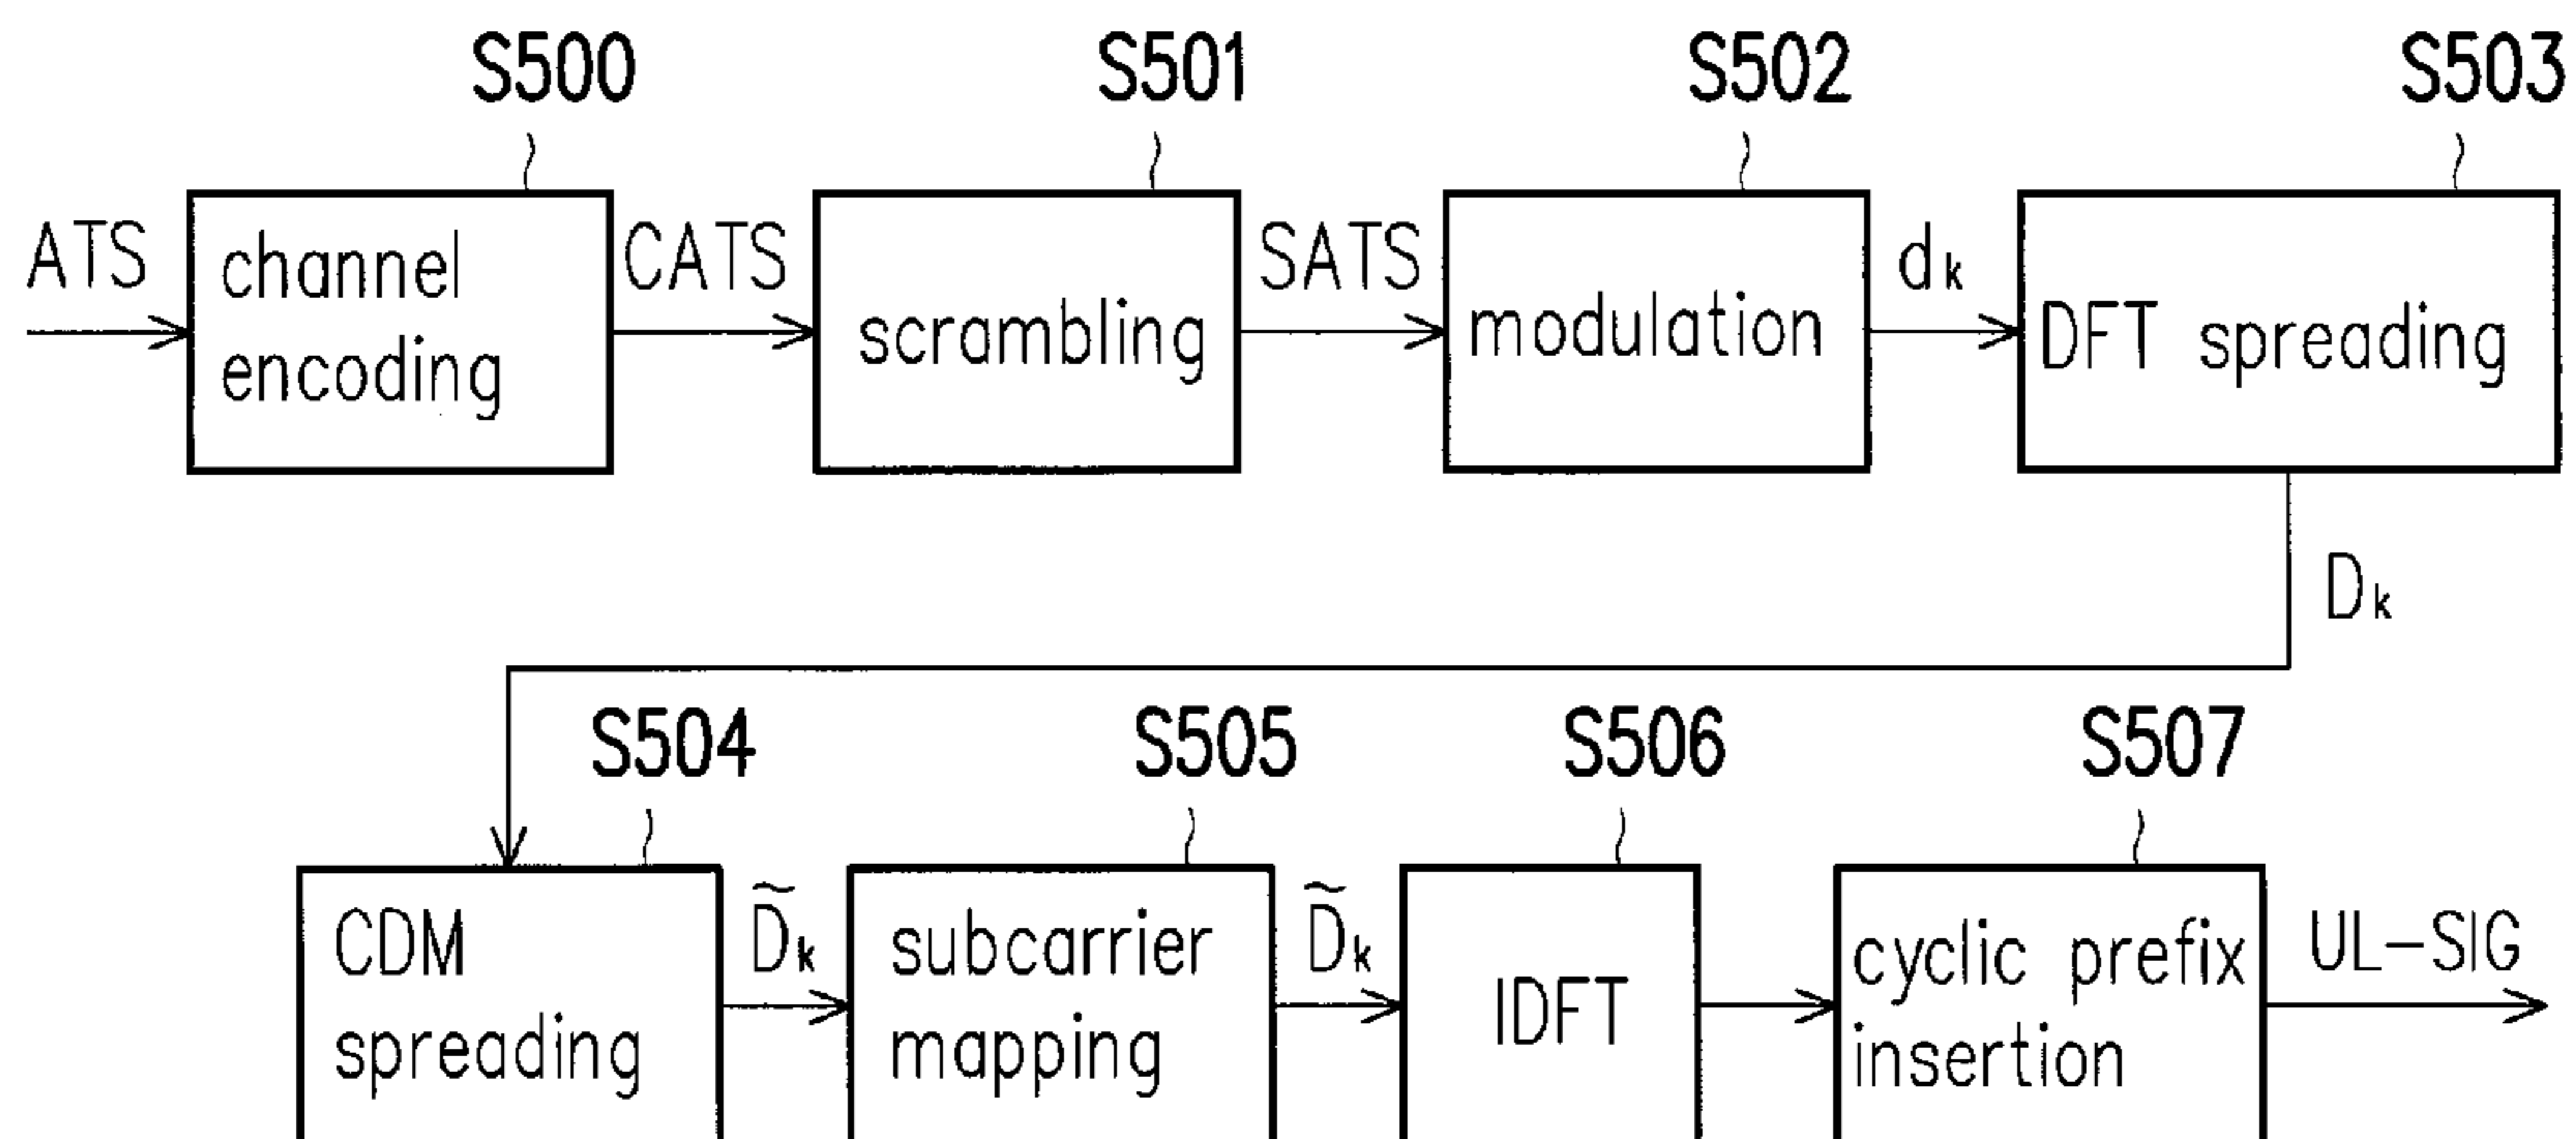 S500 S501 S502 S503
ATS channel encoding CATS scrambling SATS modulation dk DFT spreading
Dk
S504 S505 S506 S507
CDM spreading D̃k subcarrier mapping D̃k IDFT cyclic prefix insertion UL-SIG